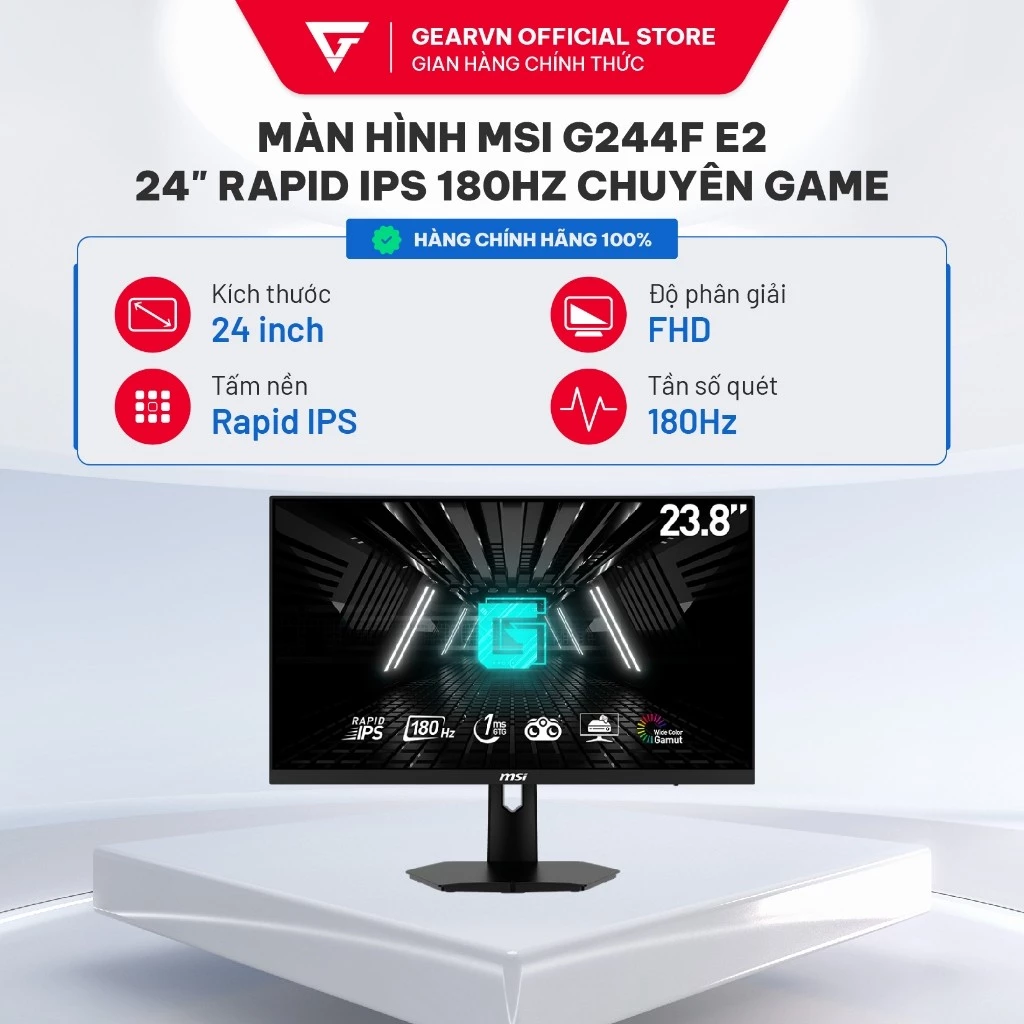 GEARVN OFFICIAL STORE
GIAN HÀNG CHÍNH THỨC
MÀN HÌNH MSI G244F E2
24" RAPID IPS 180HZ CHUYÊN GAME
HÀNG CHÍNH HÃNG 100%
Kích thước
24 inch
Độ phân giải
FHD
Tấm nền
Rapid IPS
Tần số quét
180Hz
23.8"
RAPID
IPS
180Hz
1ms
GTG
Wide Color
Gamut
msi